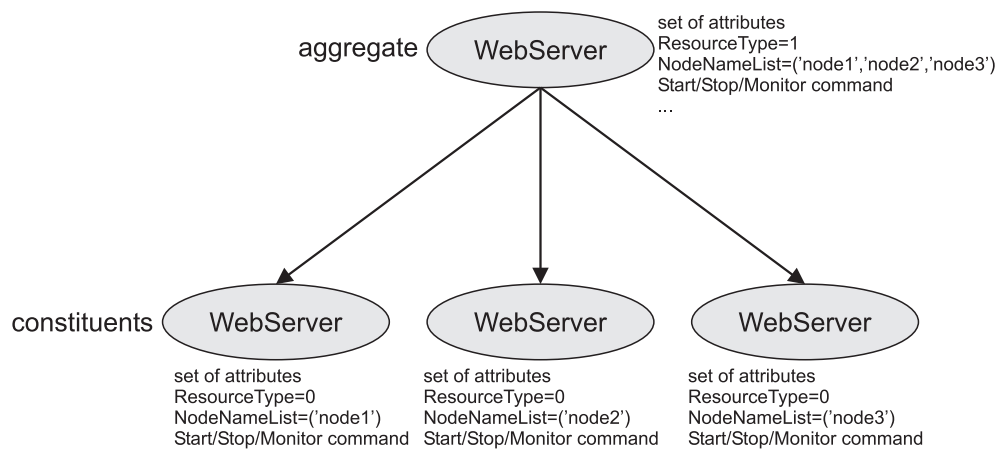 aggregate
WebServer
set of attributes
ResourceType=1
NodeNameList=(’node1’,’node2’,’node3’)
Start/Stop/Monitor command
...
constituents
WebServer
WebServer
WebServer
set of attributes
ResourceType=0
NodeNameList=(’node1’)
Start/Stop/Monitor command
set of attributes
ResourceType=0
NodeNameList=(’node2’)
Start/Stop/Monitor command
set of attributes
ResourceType=0
NodeNameList=(’node3’)
Start/Stop/Monitor command